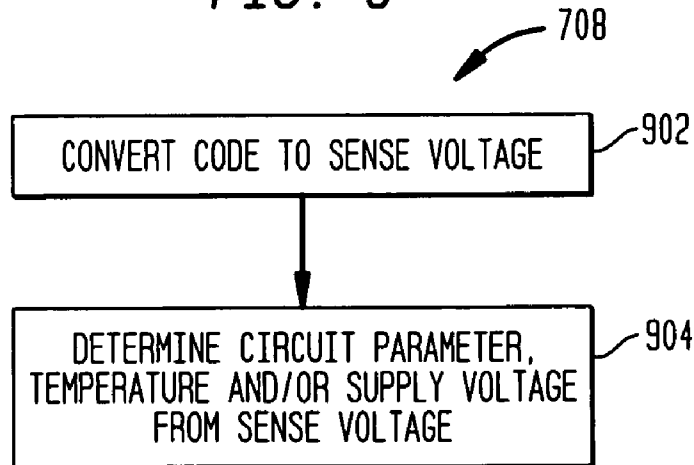 708
CONVERT CODE TO SENSE VOLTAGE
902
DETERMINE CIRCUIT PARAMETER,
TEMPERATURE AND/OR SUPPLY VOLTAGE
FROM SENSE VOLTAGE
904